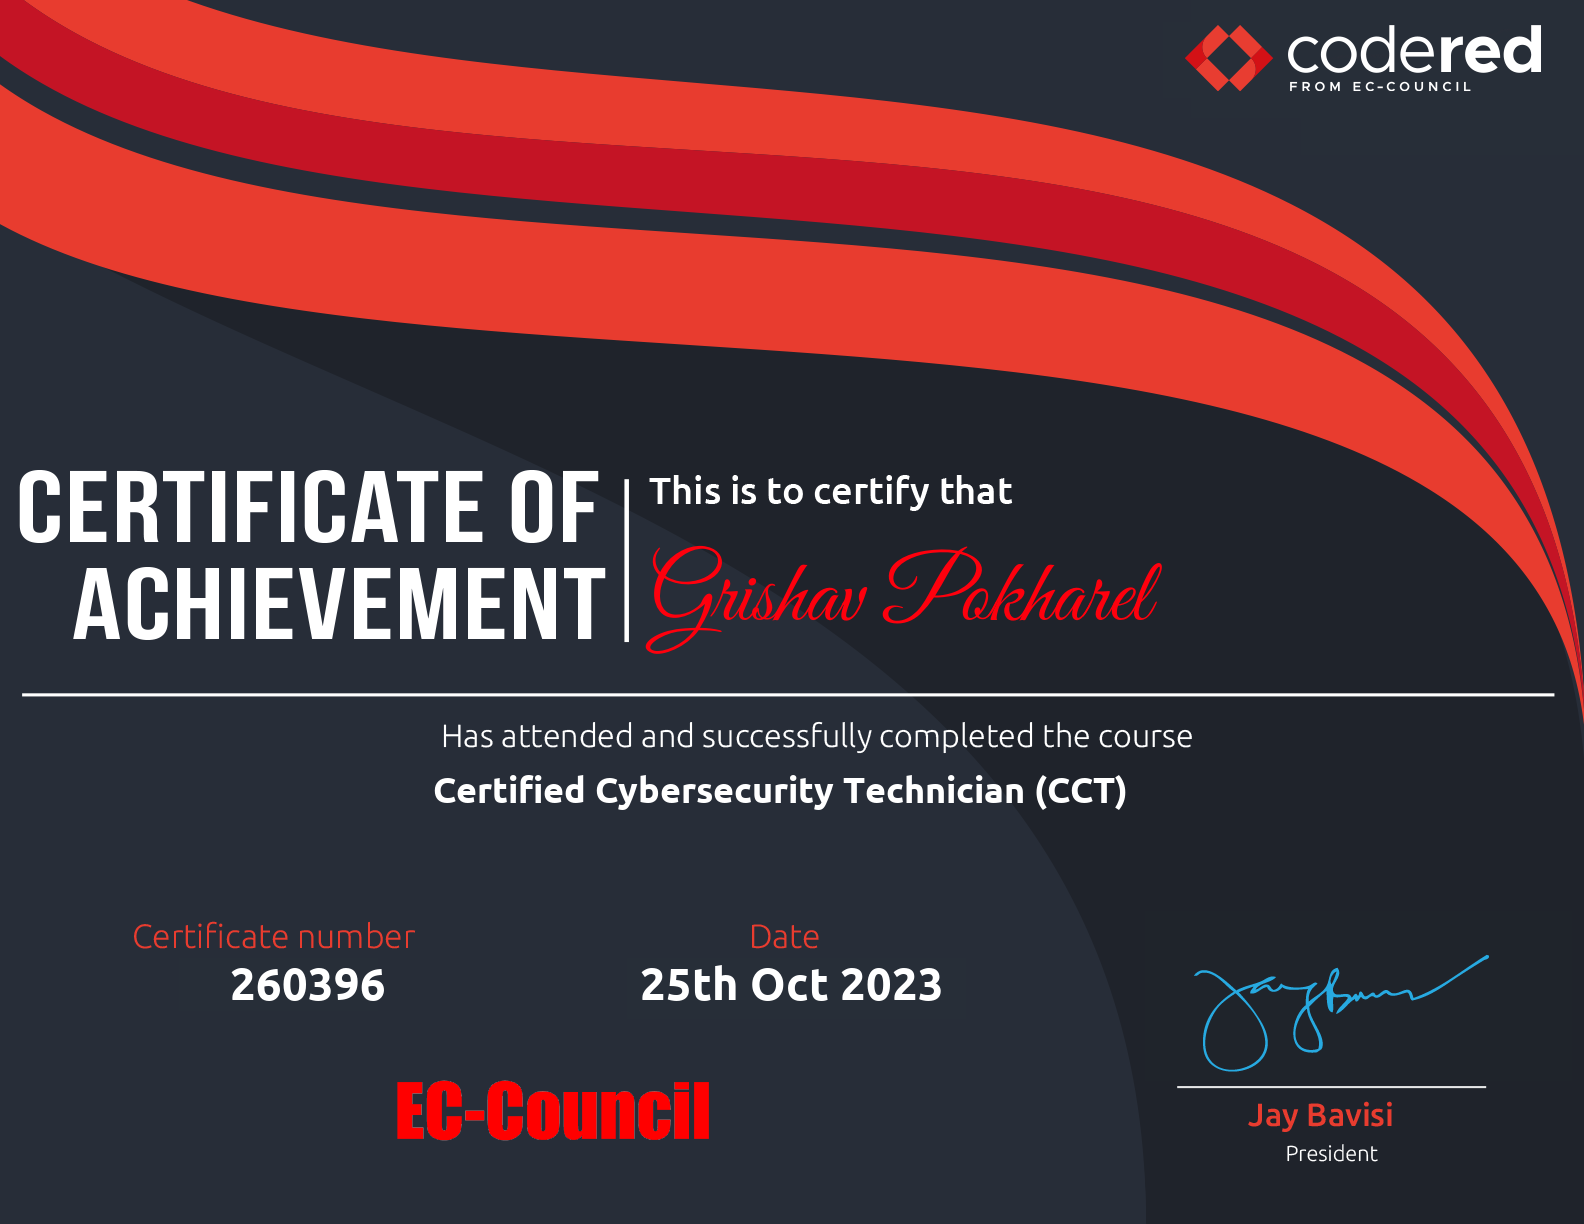 codered
FROM EC-COUNCIL
CERTIFICATE OF
ACHIEVEMENT
This is to certify that
Grishav Pokharel
Has attended and successfully completed the course
Certified Cybersecurity Technician (CCT)
Certificate number
260396
Date
25th Oct 2023
EC-Council
Jay Bavisi
President